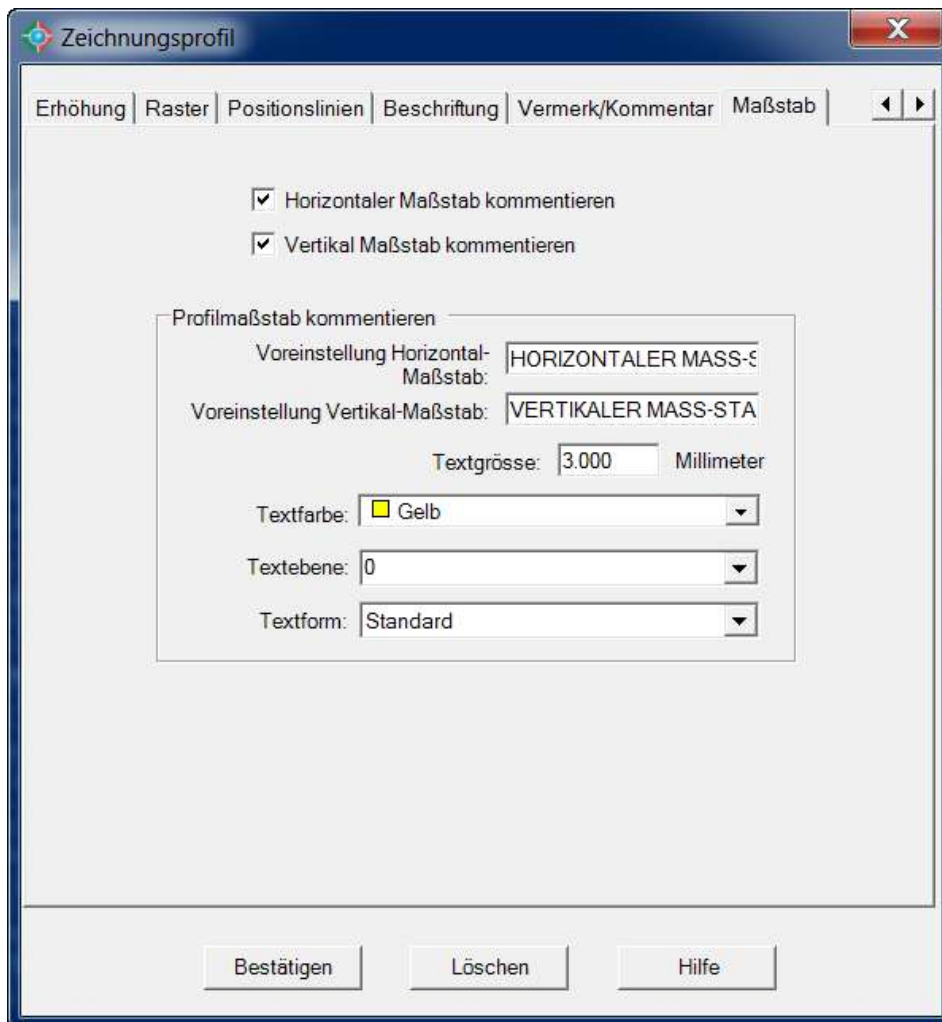 Zeichnungsprofil
Erhöhung Raster Positionslinien Beschriftung Vermerk/Kommentar Maßstab
Horizontaler Maßstab kommentieren
Vertikal Maßstab kommentieren
Profilmaßstab kommentieren
Voreinstellung Horizontal-
Maßstab: HORIZONTALER MASS-S
Voreinstellung Vertikal-Maßstab: VERTIKALER MASS-STA
Textgrösse: 3.000 Millimeter
Textfarbe: Gelb
Textebene: 0
Textform: Standard
Bestätigen Löschen Hilfe